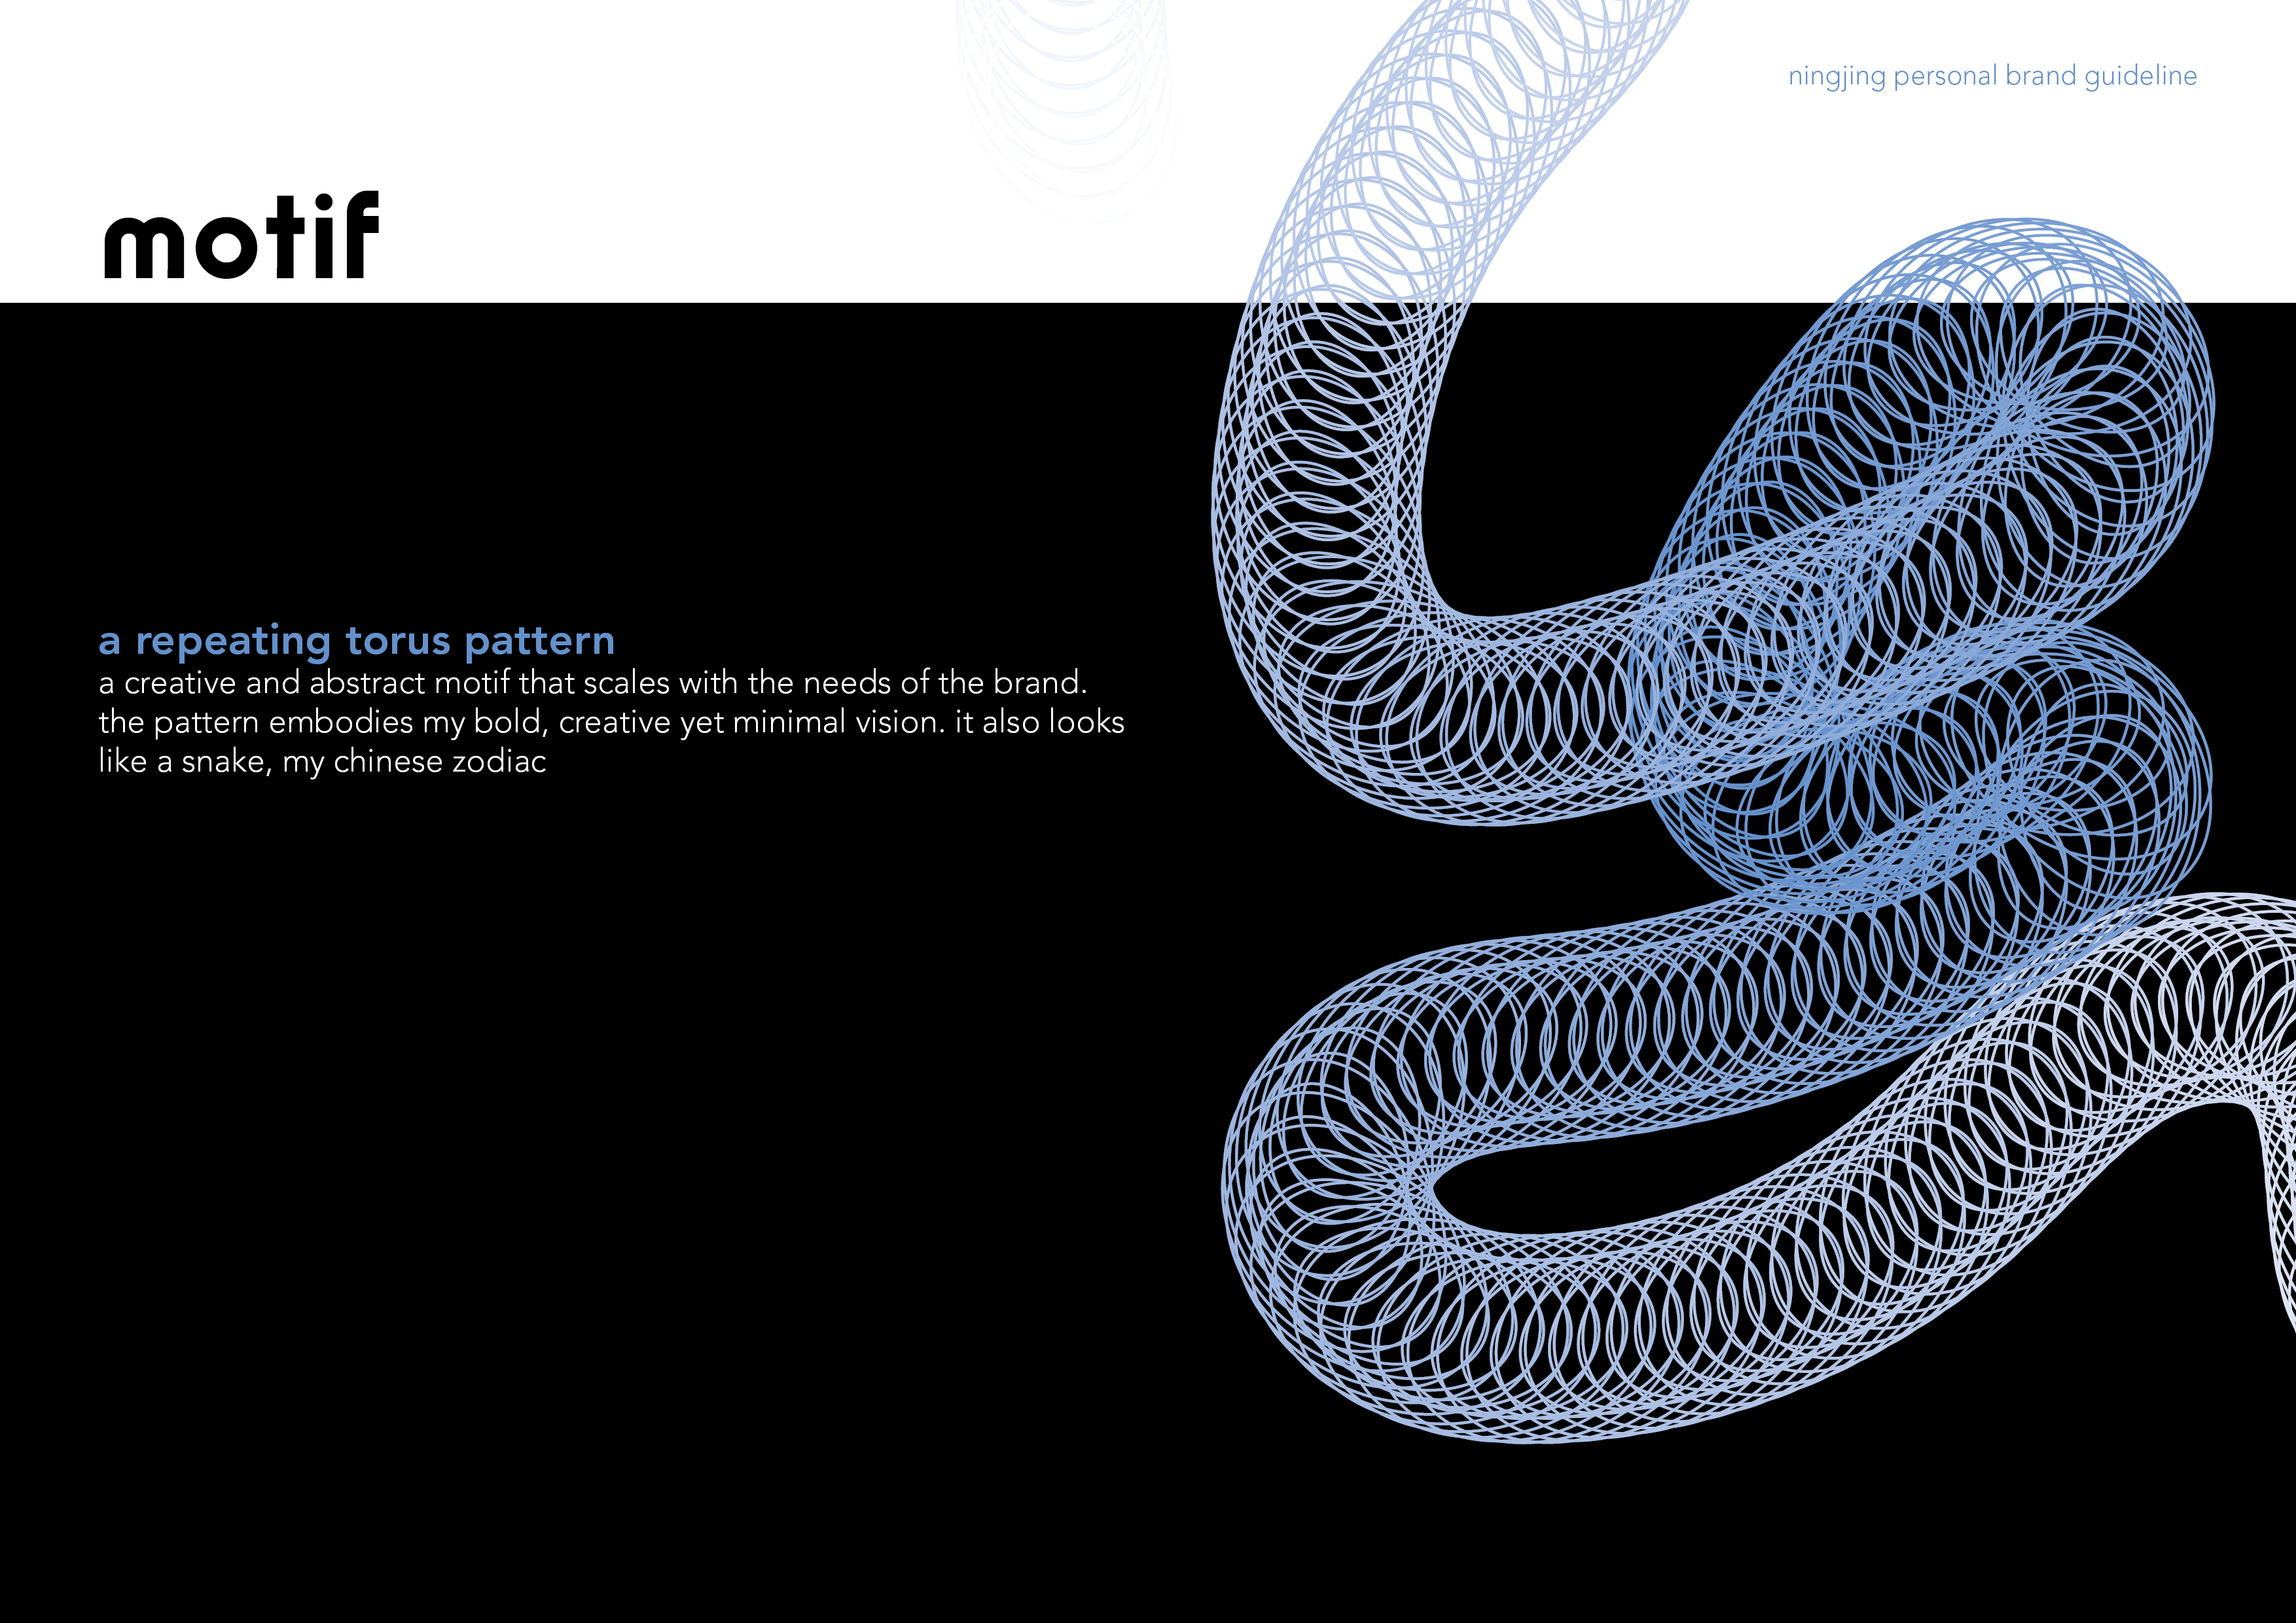 ningjing personal brand guideline
motif
a repeating torus pattern
a creative and abstract motif that scales with the needs of the brand.
the pattern embodies my bold, creative yet minimal vision. it also looks
like a snake, my chinese zodiac